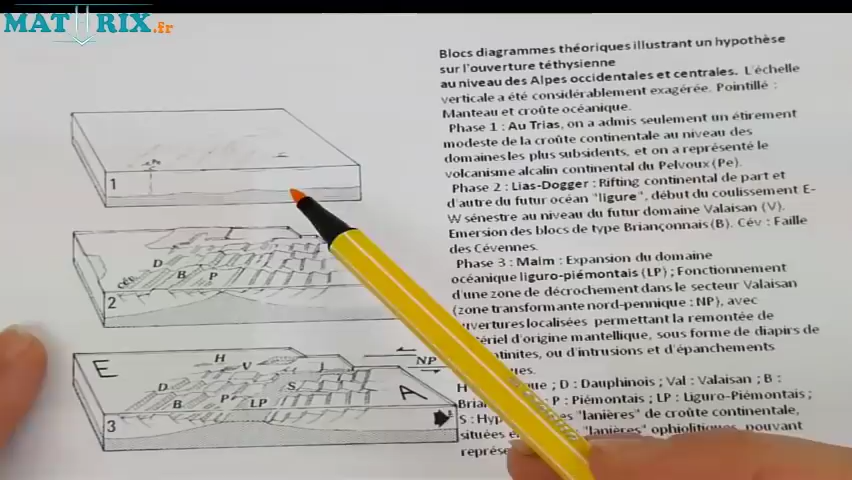 MATHRIX.fr
Blocs diagrammes théoriques illustrant un hypothèse
sur l'ouverture téthysienne
au niveau des Alpes occidentales et centrales. L'échelle
verticale a été considérablement exagérée. Pointillé :
Manteau et croûte océanique.
Phase 1 : Au Trias, on a admis seulement un étirement
modeste de la croûte continentale au niveau des
domaines les plus subsidents, et on a représenté le
volcanisme alcalin continental du Pelvoux (Pe).
Phase 2 : Lias-Dogger : Rifting continental de part et
d'autre du futur océan "ligure", début du coulissement E-
W sénestre au niveau du futur domaine Valaisan (V).
Emersion des blocs de type Briançonnais (B). Cév : Faille
des Cévennes.
Phase 3 : Malm : Expansion du domaine
océanique liguro-piémontais (LP) ; Fonctionnement
d'une zone de décrochement dans le secteur Valaisan
(zone transformante nord-pennique : NP), avec
ouvertures localisées permettant la remontée de
matériel d'origine mantellique, sous forme de diapirs de
ou d'intrusions et d'épanchements
H ; D : Dauphinois ; Val : Valaisan ; B :
P : Piémontais ; LP : Liguro-Piémontais ;
S : "lanières" de croûte continentale,
situées "lanières" ophiolitiques, pouvant
1
D
B
P
2
E
H
V
NP
D
S
A
B
P
LP
3